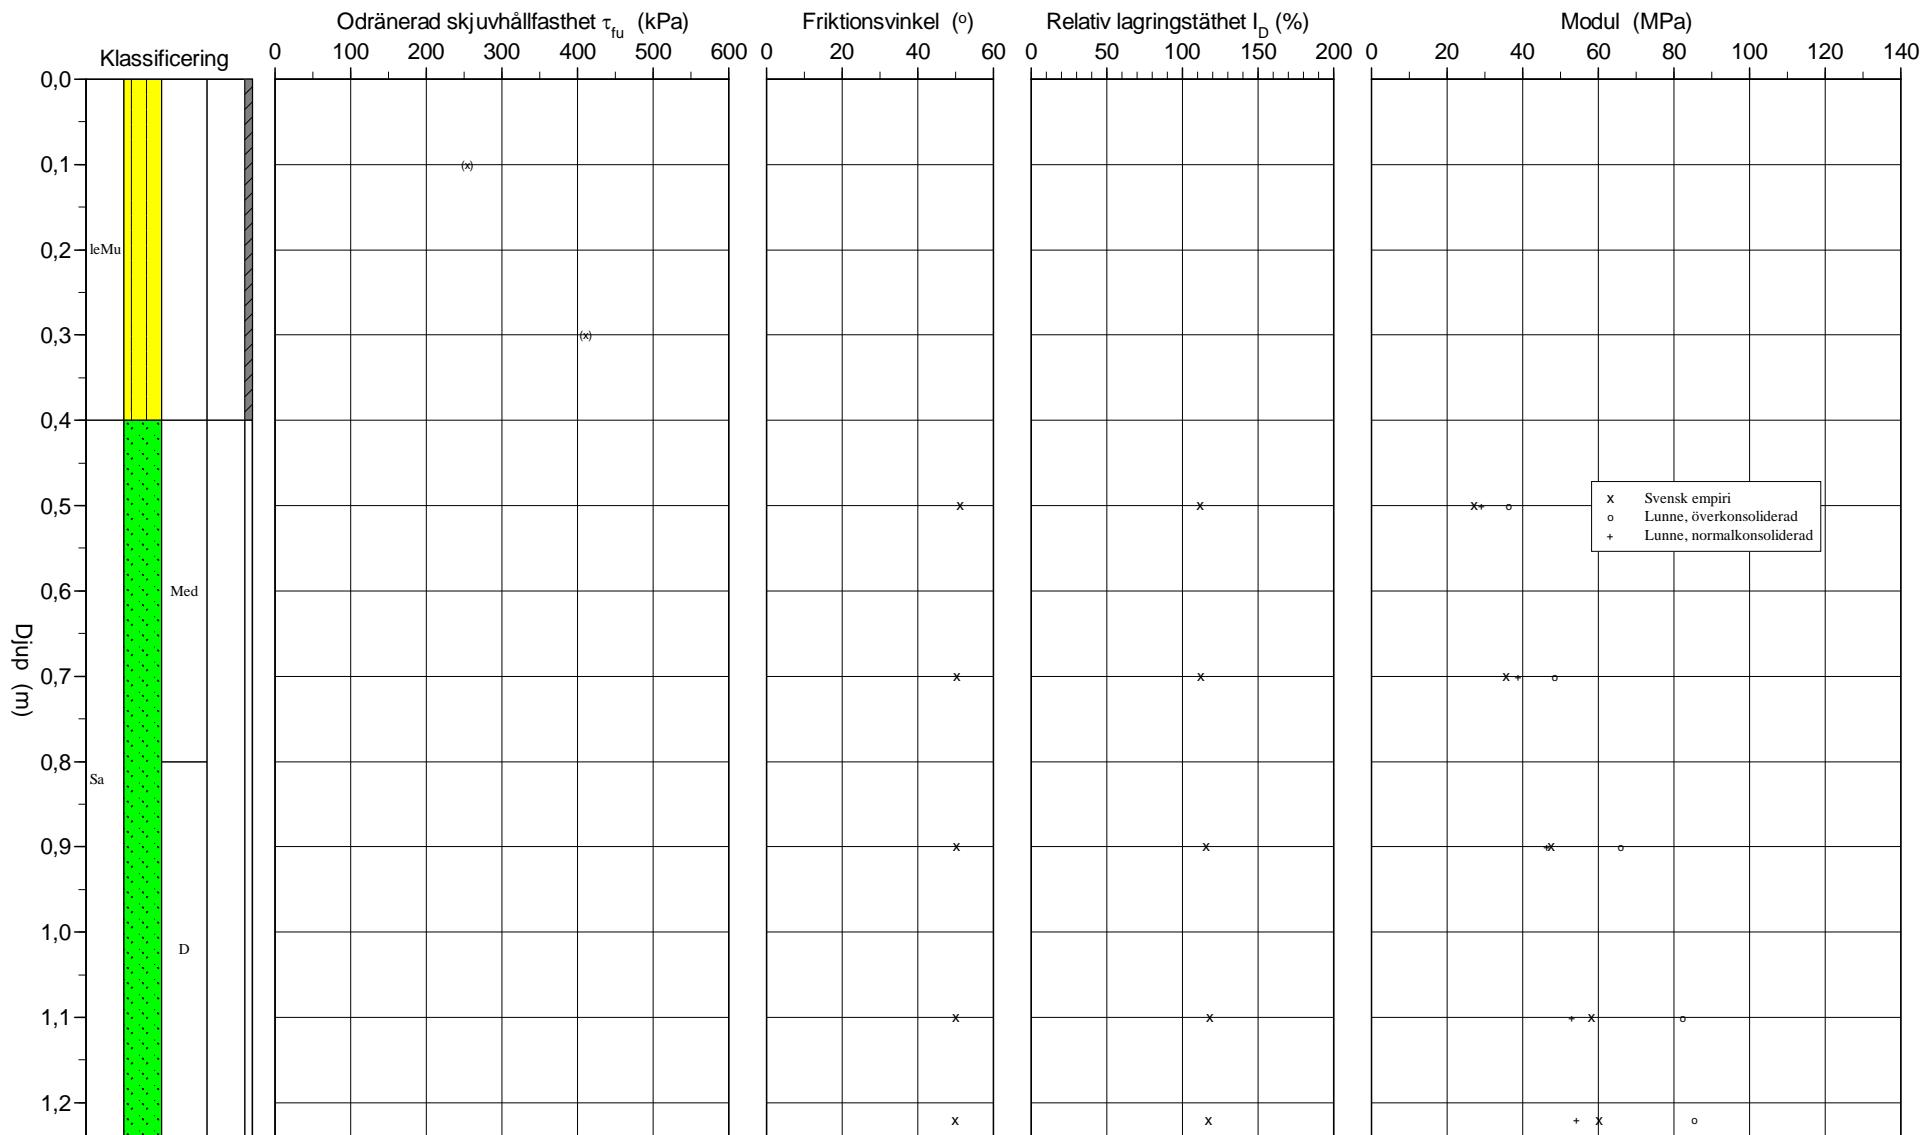 Odränerad skjuvhållfasthet τfu (kPa)
Friktionsvinkel (o)
Relativ lagringstäthet ID (%)
Modul (MPa)
Klassificering
0 100 200 300 400 500 600
0 20 40 60
0 50 100 150 200
0 20 40 60 80 100 120 140
Djup (m)
0,0
0,1
(x)
0,2
leMu
0,3
(x)
0,4
0,5
x x x + o
x Svensk empiri
o Lunne, överkonsoliderad
+ Lunne, normalkonsoliderad
0,6
Med
0,7
x x x + o
0,8
Sa
0,9
x x + x o
D
1,0
1,1
x x + x o
1,2
x x + x o